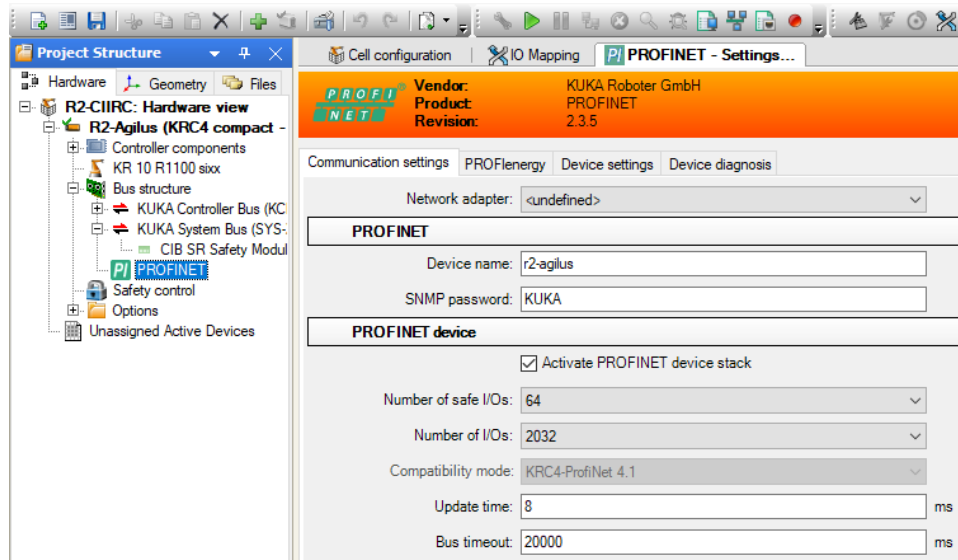 Project Structure
Hardware
Geometry
Files
R2-CIIRC: Hardware view
R2-Agilus (KRC4 compact -
Controller components
KR 10 R1100 sixx
Bus structure
KUKA Controller Bus (KC
KUKA System Bus (SYS-
CIB SR Safety Modul
PI PROFINET
Safety control
Options
Unassigned Active Devices
Cell configuration
IO Mapping
PI PROFINET - Settings...
PROFI
NET
Vendor: KUKA Roboter GmbH
Product: PROFINET
Revision: 2.3.5
Communication settings
PROFIenergy
Device settings
Device diagnosis
Network adapter: <undefined>
PROFINET
Device name: r2-agilus
SNMP password: KUKA
PROFINET device
Activate PROFINET device stack
Number of safe I/Os: 64
Number of I/Os: 2032
Compatibility mode: KRC4-ProfiNet 4.1
Update time: 8 ms
Bus timeout: 20000 ms